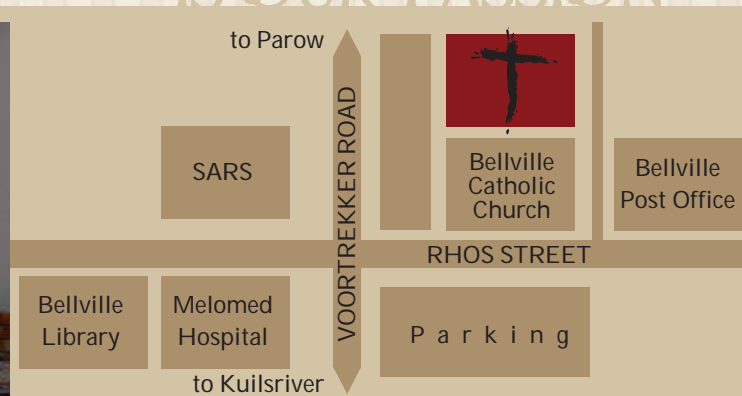 to Parow
VOORTREKKER ROAD
SARS
Bellville
Catholic
Church
Bellville
Post Office
RHOS STREET
Bellville
Library
Melomed
Hospital
Parking
to Kuilsriver